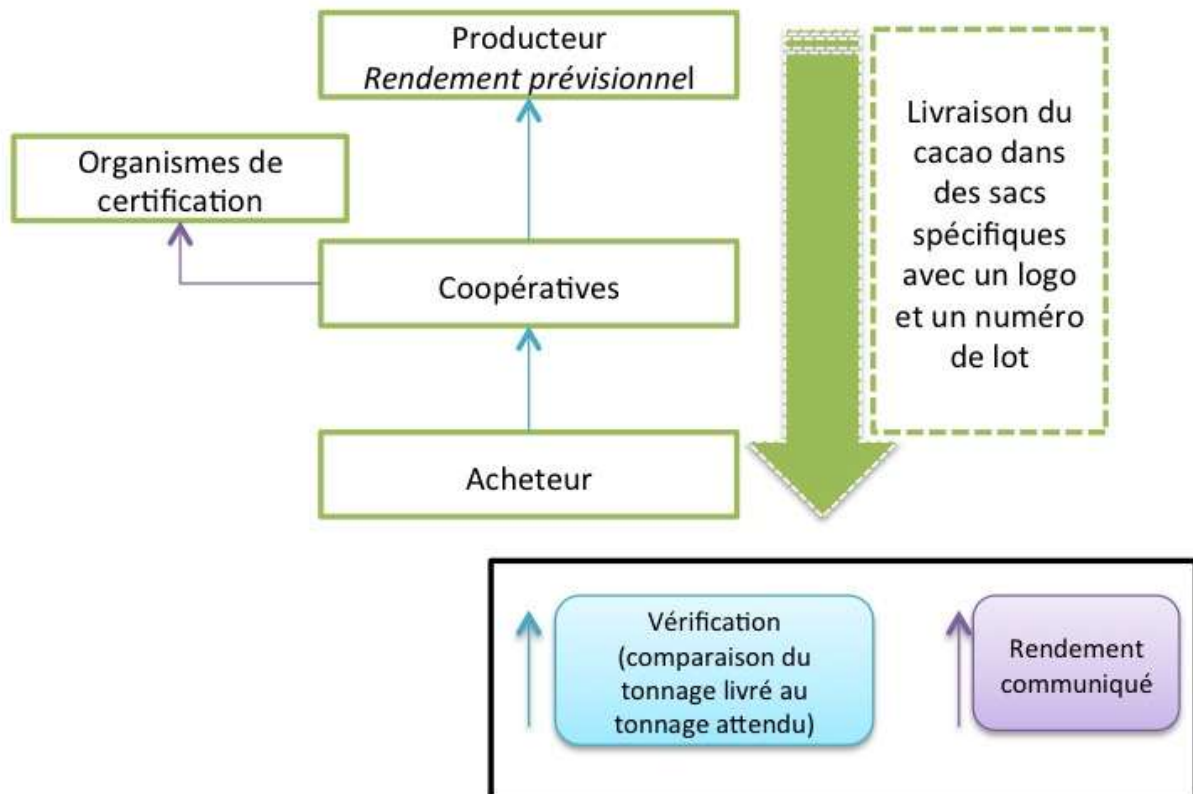 Producteur
Rendement prévisionnel
Organismes de
certification
Coopératives
Acheteur
Livraison du
cacao dans
des sacs
spécifiques
avec un logo
et un numéro
de lot
Vérification
(comparaison du
tonnage livré au
tonnage attendu)
Rendement
communiqué